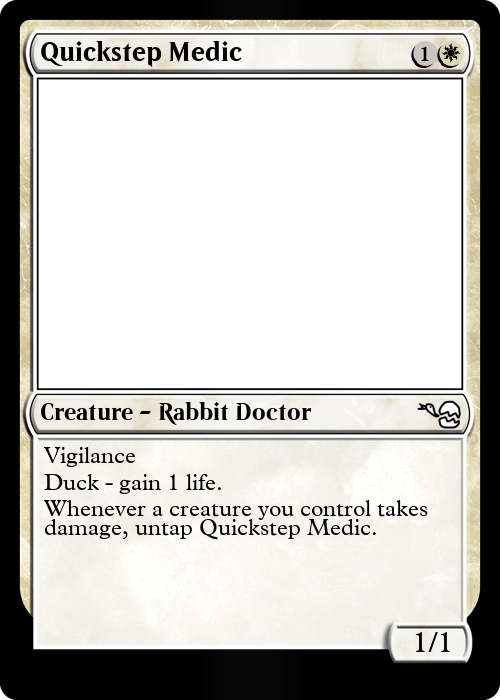 Quickstep Medic 1
Creature – Rabbit Doctor
Vigilance
Duck - gain 1 life.
Whenever a creature you control takes
damage, untap Quickstep Medic.
1/1